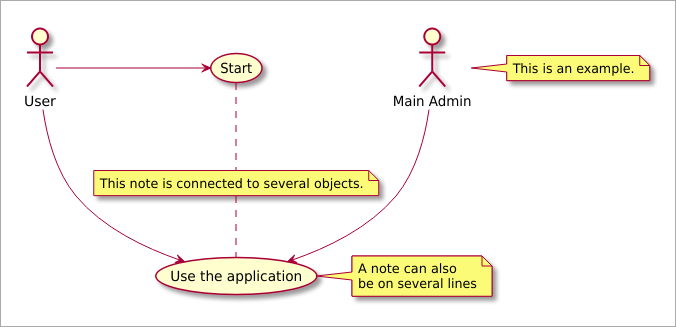 Start
This is an example.
User
Main Admin
This note is connected to several objects.
Use the application
A note can also
be on several lines